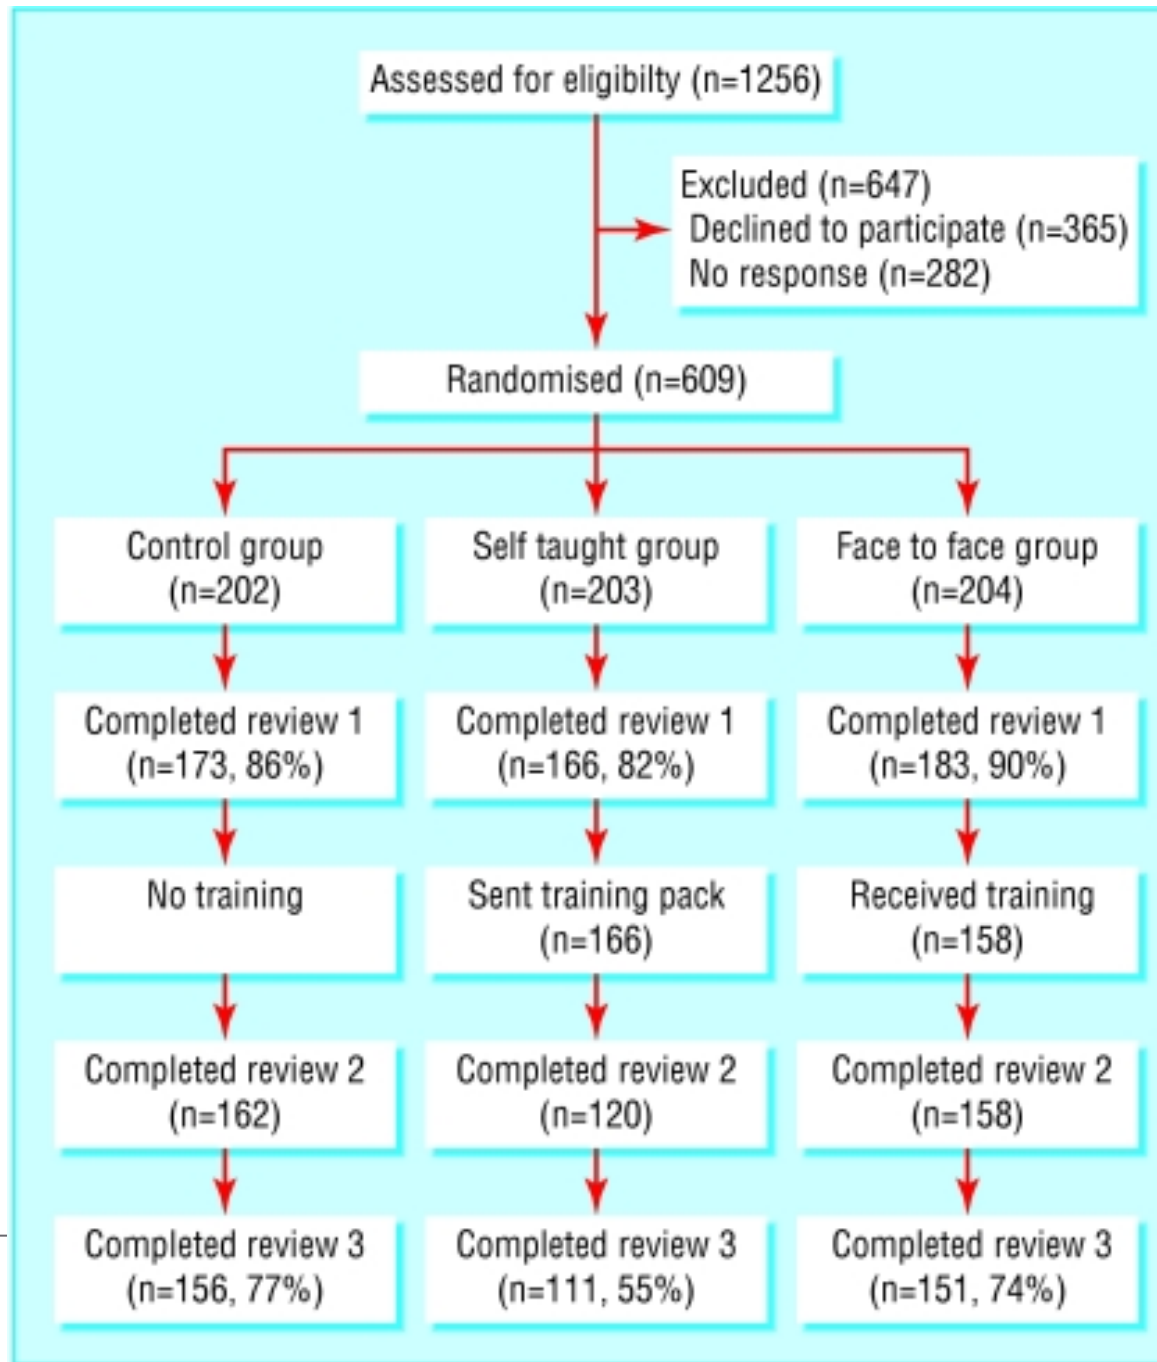 Assessed for eligibilty (n=1256)
Excluded (n=647)
Declined to participate (n=365)
No response (n=282)
Randomised (n=609)
Control group
(n=202)
Self taught group
(n=203)
Face to face group
(n=204)
Completed review 1
(n=173, 86%)
Completed review 1
(n=166, 82%)
Completed review 1
(n=183, 90%)
No training
Sent training pack
(n=166)
Received training
(n=158)
Completed review 2
(n=162)
Completed review 2
(n=120)
Completed review 2
(n=158)
Completed review 3
(n=156, 77%)
Completed review 3
(n=111, 55%)
Completed review 3
(n=151, 74%)